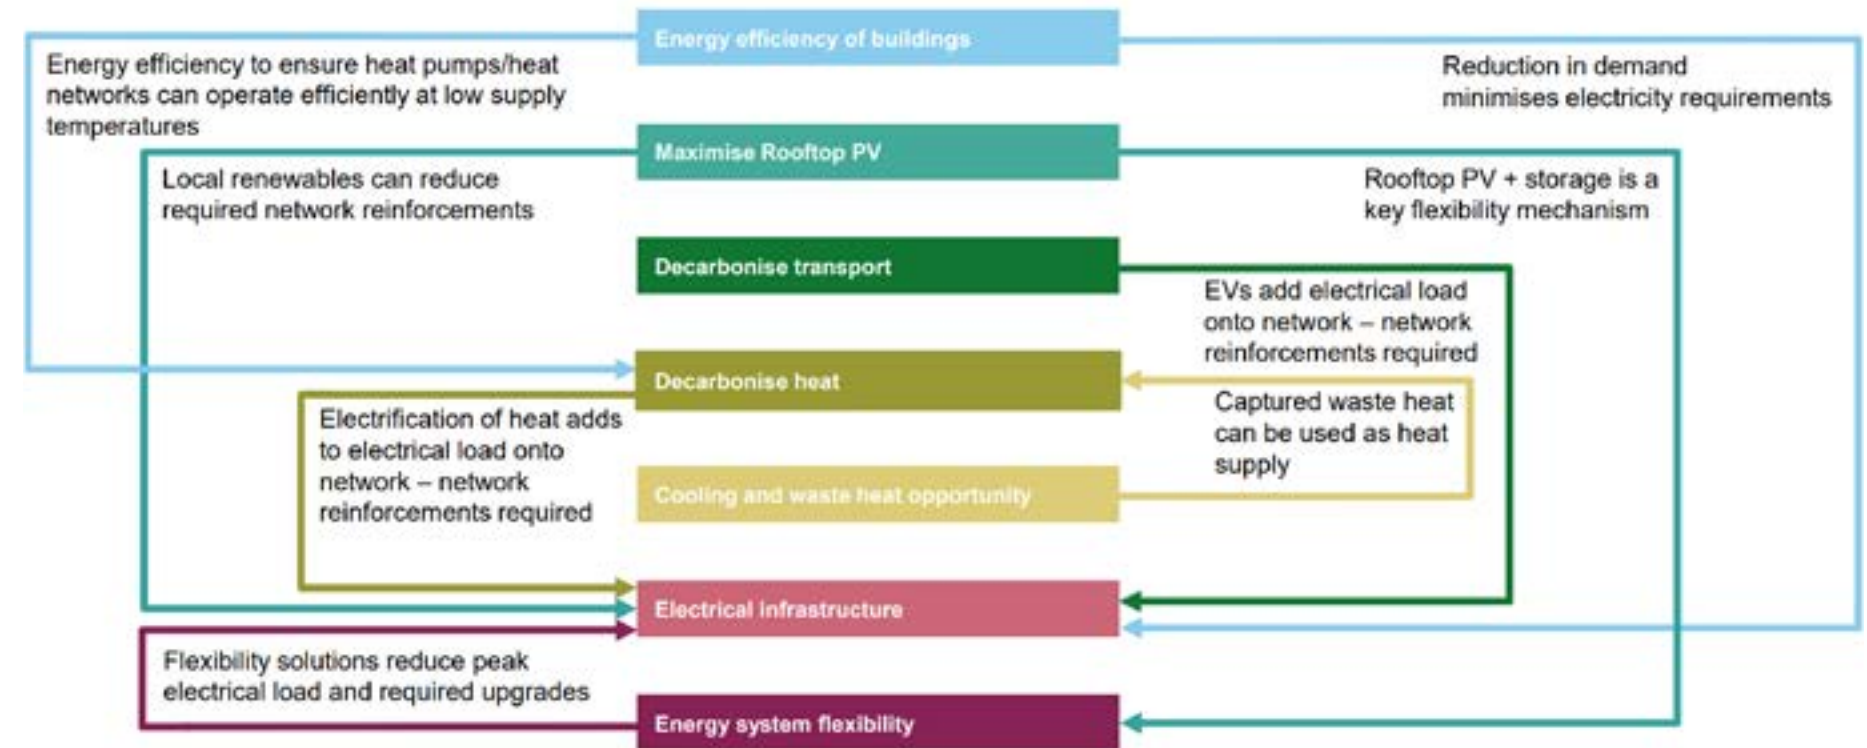 Energy efficiency of buildings
Energy efficiency to ensure heat pumps/heat
networks can operate efficiently at low supply
temperatures
Reduction in demand
minimises electricity requirements
Maximise Rooftop PV
Local renewables can reduce
required network reinforcements
Rooftop PV + storage is a
key flexibility mechanism
Decarbonise transport
EVs add electrical load
onto network – network
reinforcements required
Decarbonise heat
Electrification of heat adds
to electrical load onto
network – network
reinforcements required
Captured waste heat
can be used as heat
supply
Cooling and waste heat opportunity
Electrical infrastructure
Flexibility solutions reduce peak
electrical load and required upgrades
Energy system flexibility